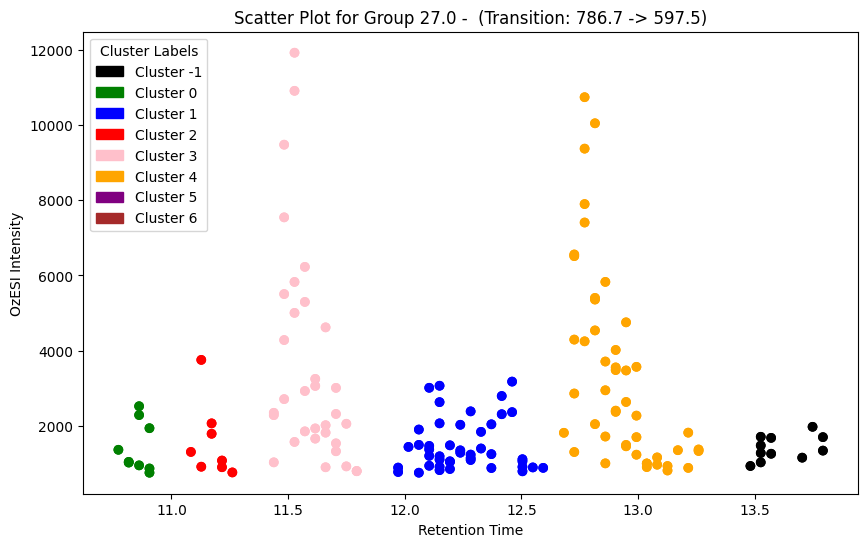 Scatter Plot for Group 27.0 -  (Transition: 786.7 -> 597.5)
12000
10000
8000
6000
4000
2000
OzESI Intensity
Cluster Labels
Cluster -1
Cluster 0
Cluster 1
Cluster 2
Cluster 3
Cluster 4
Cluster 5
Cluster 6
11.0 11.5 12.0 12.5 13.0 13.5
Retention Time